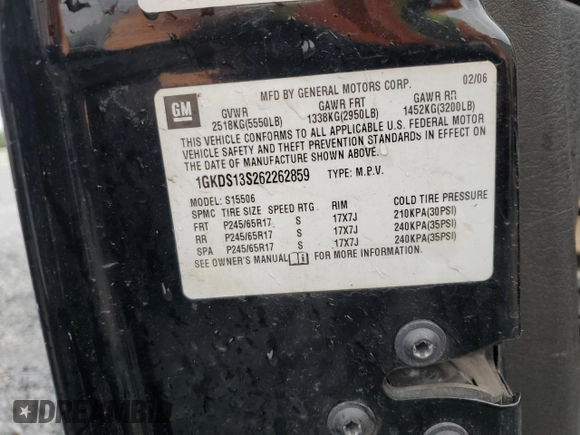 MFD BY GENERAL MOTORS CORP. 02/06
GM
GVWR GAWR FRT GAWR RR
2518KG(5550LB) 1338KG(2950LB) 1452KG(3200LB)
THIS VEHICLE CONFORMS TO ALL APPLICABLE U.S. FEDERAL MOTOR
VEHICLE SAFETY AND THEFT PREVENTION STANDARDS IN EFFECT ON
THE DATE OF MANUFACTURE SHOWN ABOVE.
1GKDS13S262262859 TYPE: M.P.V.
MODEL: S15506
SPMC TIRE SIZE SPEED RTG RIM COLD TIRE PRESSURE
FRT P245/65R17 S 17X7J 210KPA(30PSI)
RR P245/65R17 S 17X7J 240KPA(35PSI)
SPA P245/65R17 S 17X7J 240KPA(35PSI)
SEE OWNER'S MANUAL i FOR MORE INFORMATION.
DREAMBID